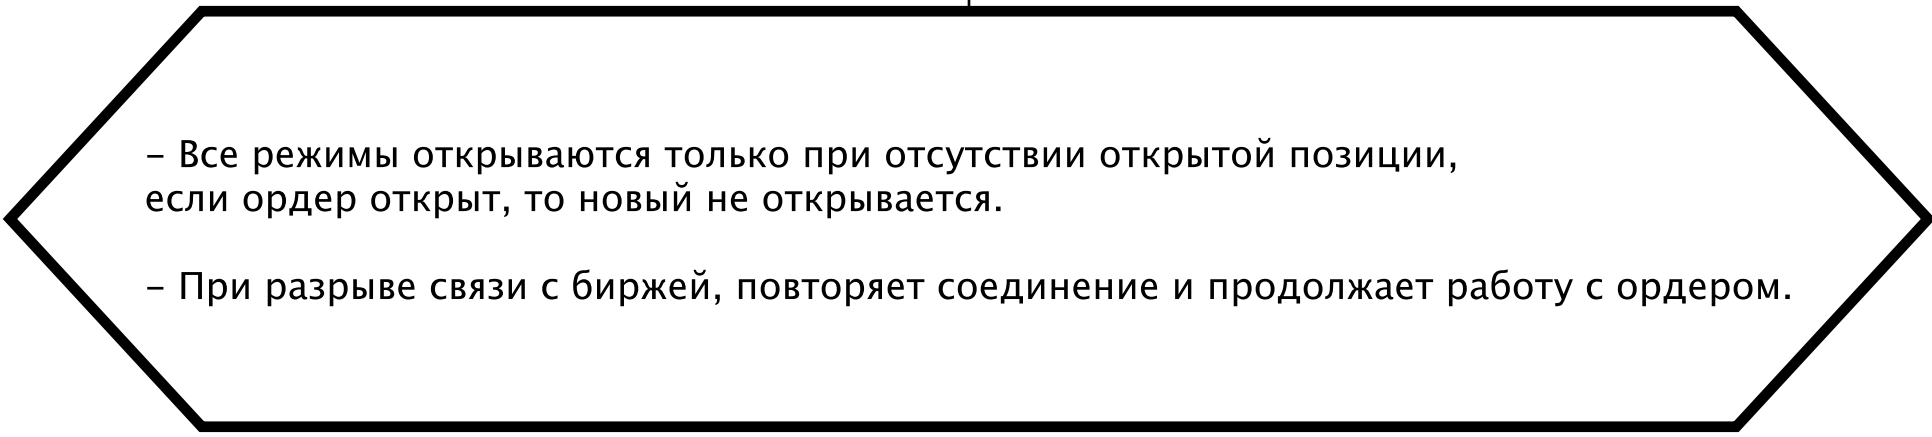 – Все режимы открываются только при отсутствии открытой позиции,
если ордер открыт, то новый не открывается.
– При разрыве связи с биржей, повторяет соединение и продолжает работу с ордером.